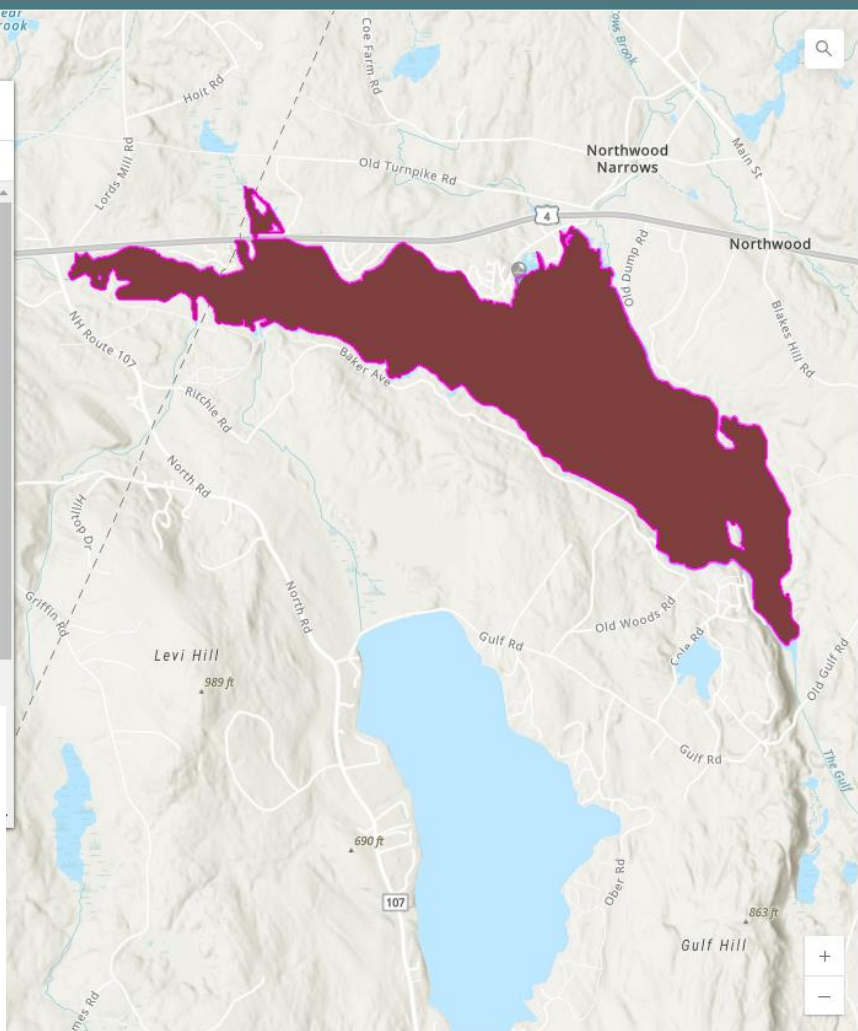 Holt Rd
Coe Farm Rd
Lords Mill Rd
Old Turnpike Rd
Northwood
Narrows
Main St
4
Northwood
Old Dump Rd
Blakes Hill Rd
NH Route 107
Baker Ave
Ritchie Rd
North Rd
Hilltop Dr
Griffin Rd
North Rd
Gulf Rd
Old Woods Rd
Cola Rd
Old Gulf Rd
Levi Hill
989 ft
Gulf Rd
The Gulf
690 ft
Ober Rd
107
863 ft
Gulf Hill
+
−